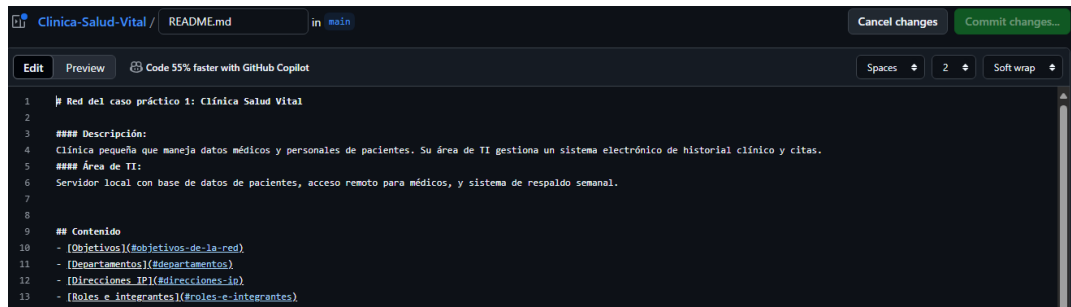 Clinica-Salud-Vital / README.md in main Cancel changes Commit changes...
Edit Preview Code 55% faster with GitHub Copilot Spaces 2 Soft wrap
1 # Red del caso práctico 1: Clínica Salud Vital
2
3 #### Descripción:
4 Clínica pequeña que maneja datos médicos y personales de pacientes. Su área de TI gestiona un sistema electrónico de historial clínico y citas.
5 #### Área de TI:
6 Servidor local con base de datos de pacientes, acceso remoto para médicos, y sistema de respaldo semanal.
7
8
9 ## Contenido
10 - [Objetivos](#objetivos-de-la-red)
11 - [Departamentos](#departamentos)
12 - [Direcciones IP](#direcciones-ip)
13 - [Roles e integrantes](#roles-e-integrantes)